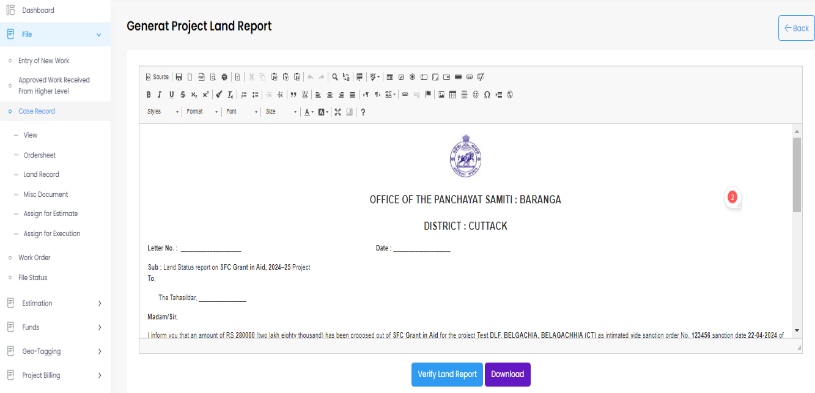 Dashboard
File
Entry of New Work
Approved Work Received
From Higher Level
Case Record
View
Ordersheet
Land Record
Misc Document
Assign for Estimate
Assign for Execution
Work Order
File Status
Estimation
Funds
Geo-Tagging
Project Billing
Generat Project Land Report
Back
Source
Styles Format Font Size
OFFICE OF THE PANCHAYAT SAMITI : BARANGA
2
DISTRICT : CUTTACK
Letter No. : ____________________ Date : ____________________
Sub : Land Status report on SFC Grant in Aid, 2024-25 Project
To,
The Tahasildar, ________________
Madam/Sir,
I inform you that an amount of RS 280000 (two lakh eighty thousand) has been proposed out of SFC Grant in Aid for the project Test DLF, BELGACHIA, BELAGACHHIA (CT) as intimated vide sanction order No. 123456 sanction date 22-04-2024 of
Verify Land Report Download